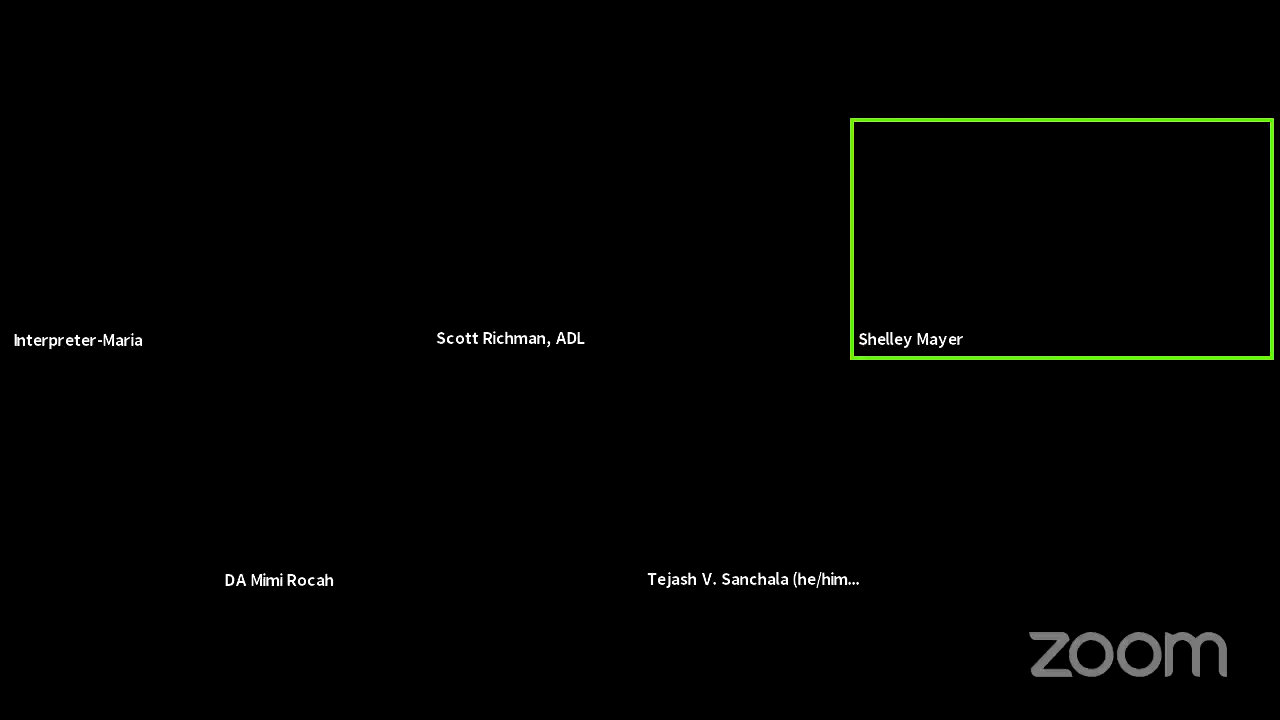 Interpreter-Maria
Scott Richman, ADL
Shelley Mayer
DA Mimi Rocah
Tejash V. Sanchala (he/him...
zoom